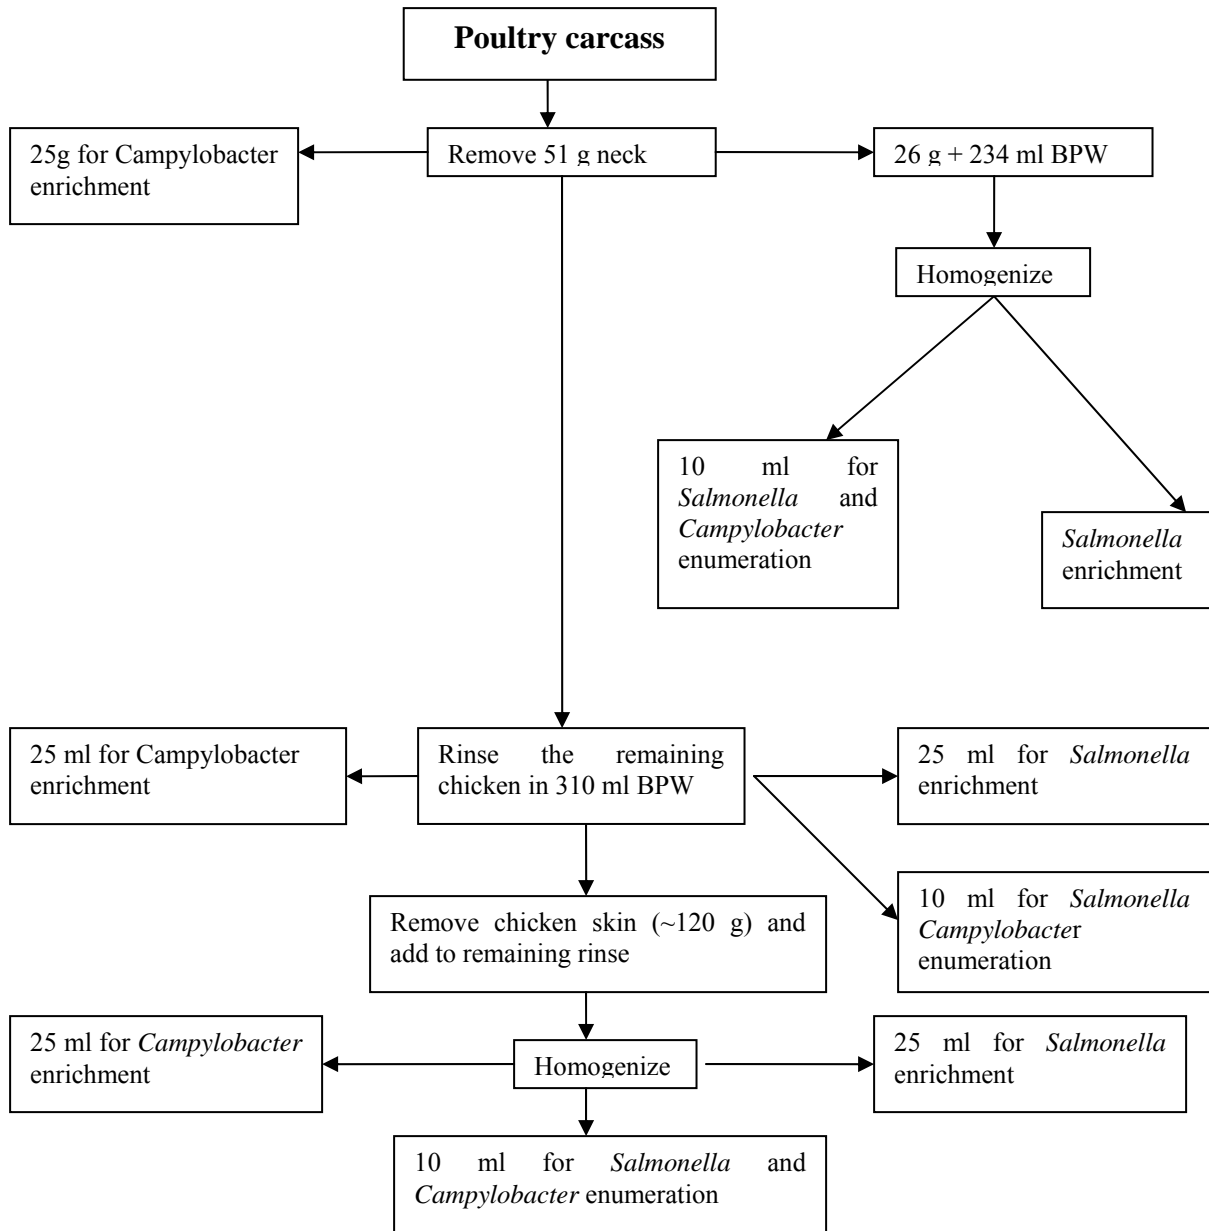 Poultry carcass
25g for Campylobacter
enrichment
Remove 51 g neck
26 g + 234 ml BPW
Homogenize
10 ml for
Salmonella and
Campylobacter
enumeration
Salmonella
enrichment
25 ml for Campylobacter
enrichment
Rinse the remaining
chicken in 310 ml BPW
25 ml for Salmonella
enrichment
10 ml for Salmonella
Campylobacter
enumeration
Remove chicken skin (~120 g) and
add to remaining rinse
25 ml for Campylobacter
enrichment
Homogenize
25 ml for Salmonella
enrichment
10 ml for Salmonella and
Campylobacter enumeration